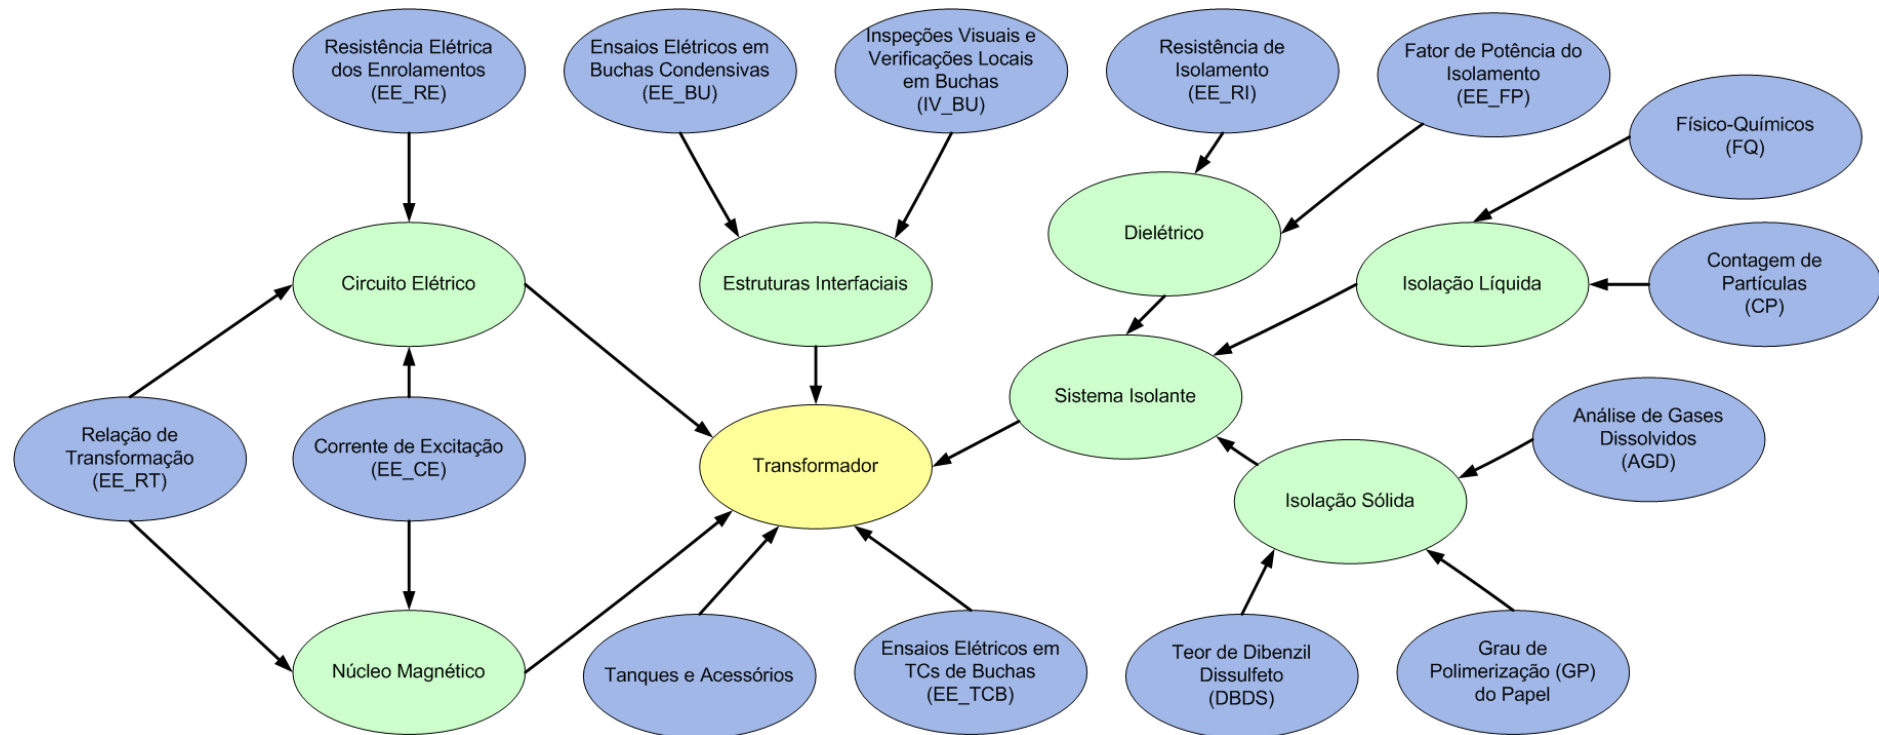 Resistência Elétrica
dos Enrolamentos
(EE_RE)
Ensaios Elétricos em
Buchas Condensivas
(EE_BU)
Inspeções Visuais e
Verificações Locais
em Buchas
(IV_BU)
Resistência de
Isolamento
(EE_RI)
Fator de Potência do
Isolamento
(EE_FP)
Físico-Químicos
(FQ)
Dielétrico
Circuito Elétrico
Estruturas Interfaciais
Isolação Líquida
Contagem de
Partículas
(CP)
Sistema Isolante
Relação de
Transformação
(EE_RT)
Corrente de Excitação
(EE_CE)
Transformador
Análise de Gases
Dissolvidos
(AGD)
Isolação Sólida
Núcleo Magnético
Tanques e Acessórios
Ensaios Elétricos em
TCs de Buchas
(EE_TCB)
Teor de Dibenzil
Dissulfeto
(DBDS)
Grau de
Polimerização (GP)
do Papel